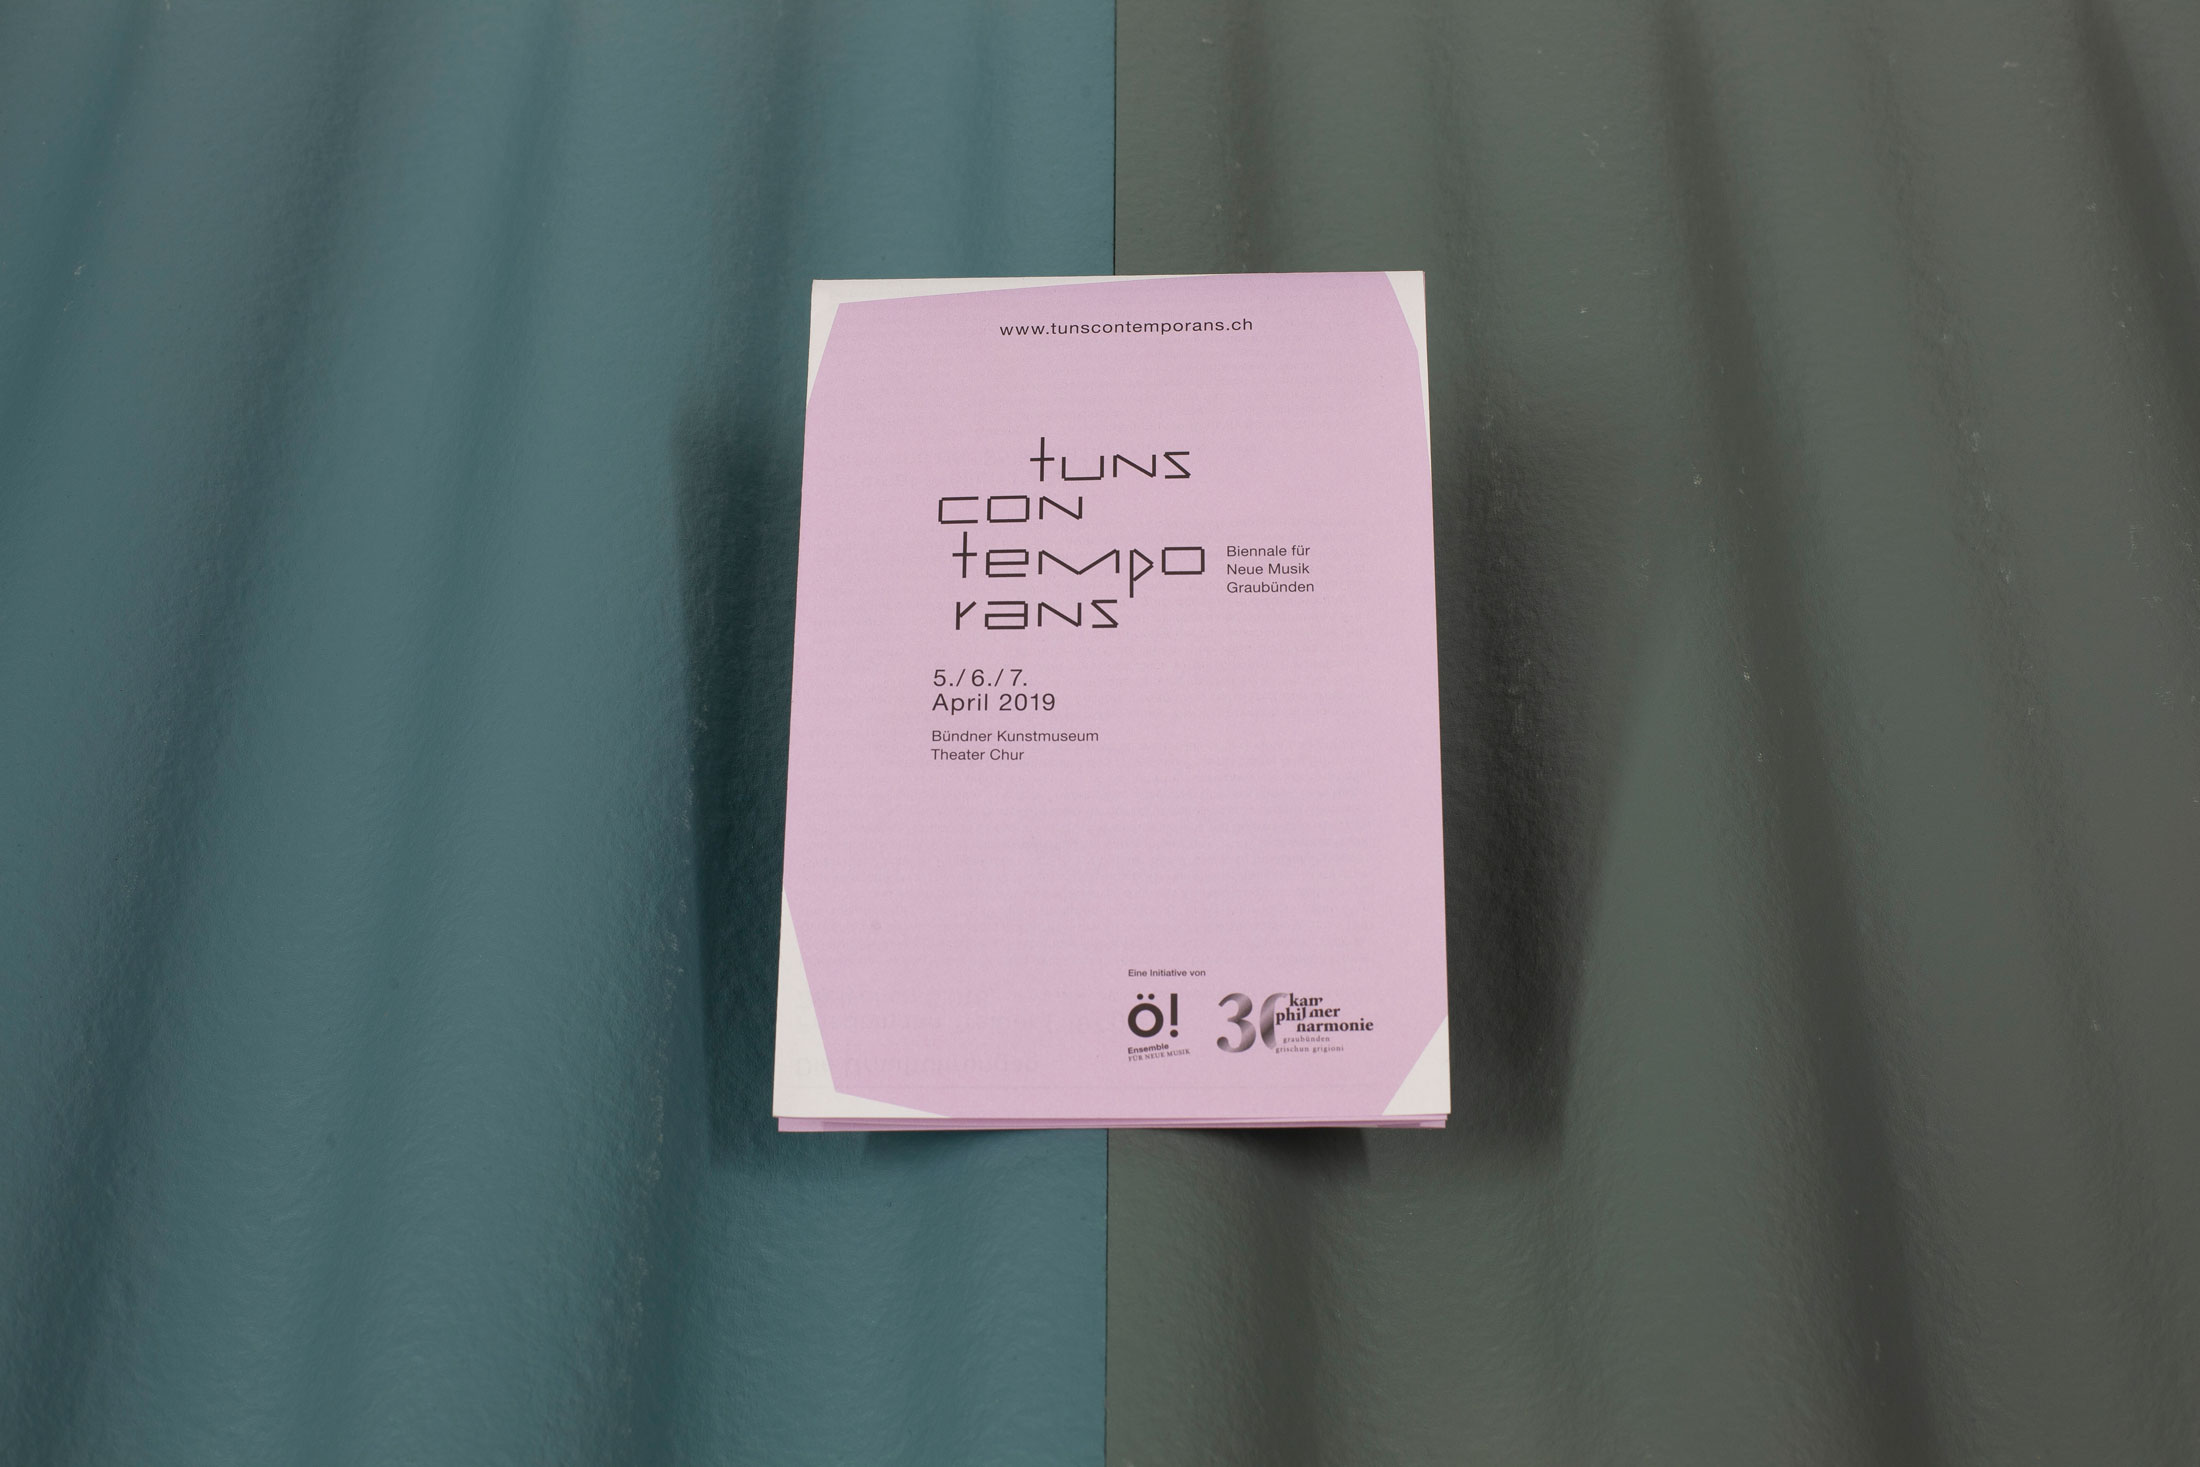 www.tunscontemporans.ch
tuns
con
tempo
rans
Biennale für
Neue Musik
Graubünden
5./6./7.
April 2019
Bündner Kunstmuseum
Theater Chur
Eine Initiative von
ö!
Ensemble
FÜR NEUE MUSIK
30
kammer
philharmonie
graubünden
grischun grigioni